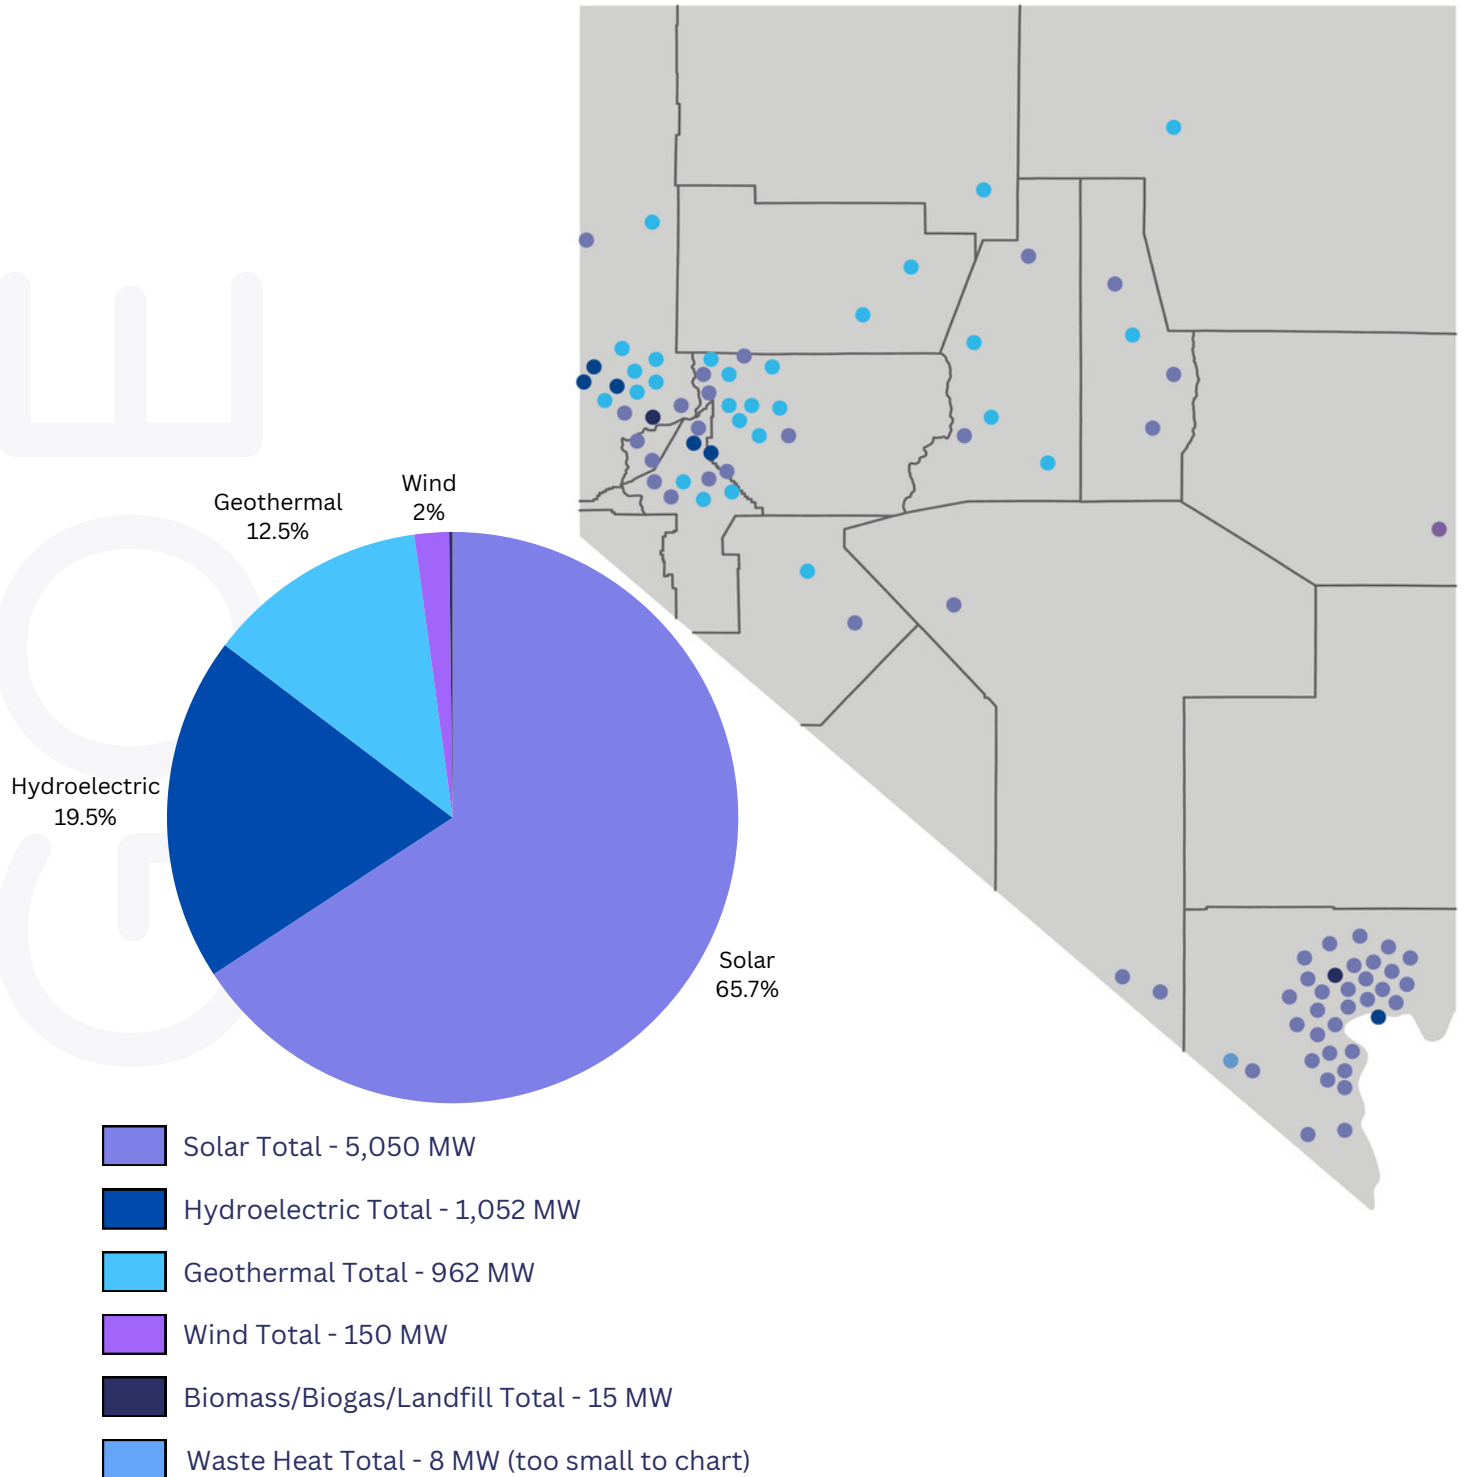 GOE
Wind
2%
Geothermal
12.5%
Hydroelectric
19.5%
Solar
65.7%
Solar Total - 5,050 MW
Hydroelectric Total - 1,052 MW
Geothermal Total - 962 MW
Wind Total - 150 MW
Biomass/Biogas/Landfill Total - 15 MW
Waste Heat Total - 8 MW (too small to chart)